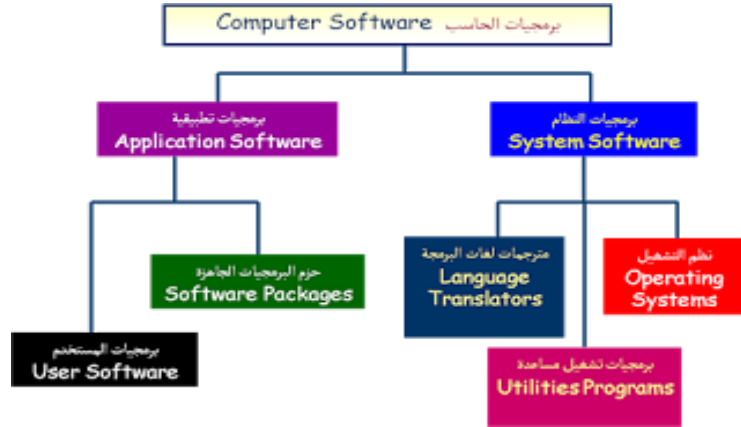 برمجيات الحاسب Computer Software
برمجيات تطبيقية
Application Software
برمجيات النظام
System Software
حزم البرمجيات الجاهزة
Software Packages
برمجيات المستخدم
User Software
مترجمات لغات البرمجة
Language
Translators
نظم التشغيل
Operating
Systems
برمجيات تشغيل مساعدة
Utilities Programs